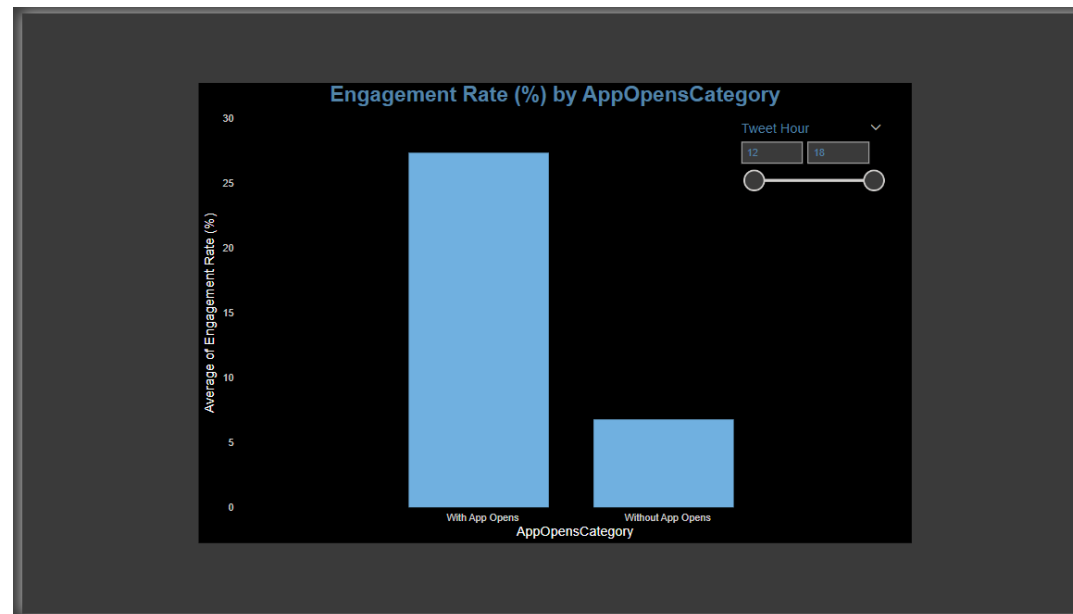 Engagement Rate (%) by AppOpensCategory
Tweet Hour
12 18
Average of Engagement Rate (%)
30
25
20
15
10
5
0
With App Opens Without App Opens
AppOpensCategory